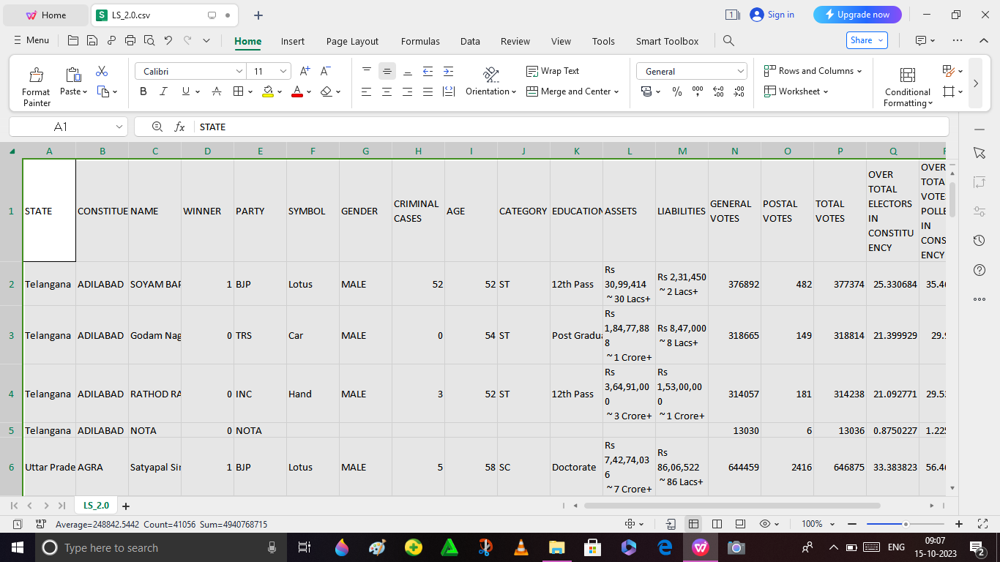 Home
LS_2.0.csv
1
Sign in
Upgrade now
Menu
Home
Insert
Page Layout
Formulas
Data
Review
View
Tools
Smart Toolbox
Share
Format
Painter
Paste
Calibri
11
A+ A-
B I U A A
Orientation
Wrap Text
Merge and Center
General
% 000
Rows and Columns
Worksheet
Conditional
Formatting
A1
fx
STATE
A B C D E F G H I J K L M N O P Q
1 STATE CONSTITUE NAME WINNER PARTY SYMBOL GENDER
CRIMINAL
CASES
AGE CATEGORY EDUCATION ASSETS LIABILITIES
GENERAL
VOTES
POSTAL
VOTES
TOTAL
VOTES
OVER
TOTAL
ELECTORS
IN
CONSTITU
ENCY
OVER
TOTA
VOTE
POLLE
IN
CONS
ENCY
2 Telangana ADILABAD SOYAM BAP 1 BJP Lotus MALE 52 52 ST 12th Pass
Rs
30,99,414
~ 30 Lacs+
Rs 2,31,450
~ 2 Lacs+
376892 482 377374 25.330684 35.46
3 Telangana ADILABAD Godam Nag 0 TRS Car MALE 0 54 ST Post Gradua
Rs
1,84,77,88
8
~ 1 Crore+
Rs 8,47,000
~ 8 Lacs+
318665 149 318814 21.399929 29.9
4 Telangana ADILABAD RATHOD RA 0 INC Hand MALE 3 52 ST 12th Pass
Rs
3,64,91,00
0
~ 3 Crore+
Rs
1,53,00,00
0
~ 1 Crore+
314057 181 314238 21.092771 29.53
5 Telangana ADILABAD NOTA 0 NOTA 13030 6 13036 0.8750227 1.225
6 Uttar Prade AGRA Satyapal Sin 1 BJP Lotus MALE 5 58 SC Doctorate
Rs
7,42,74,03
6
~ 7 Crore+
Rs
86,06,522
~ 86 Lacs+
644459 2416 646875 33.383823 56.46
LS_2.0
Average=248842.5442 Count=41056 Sum=4940768715
100%
Type here to search
ENG
09:07
15-10-2023
2